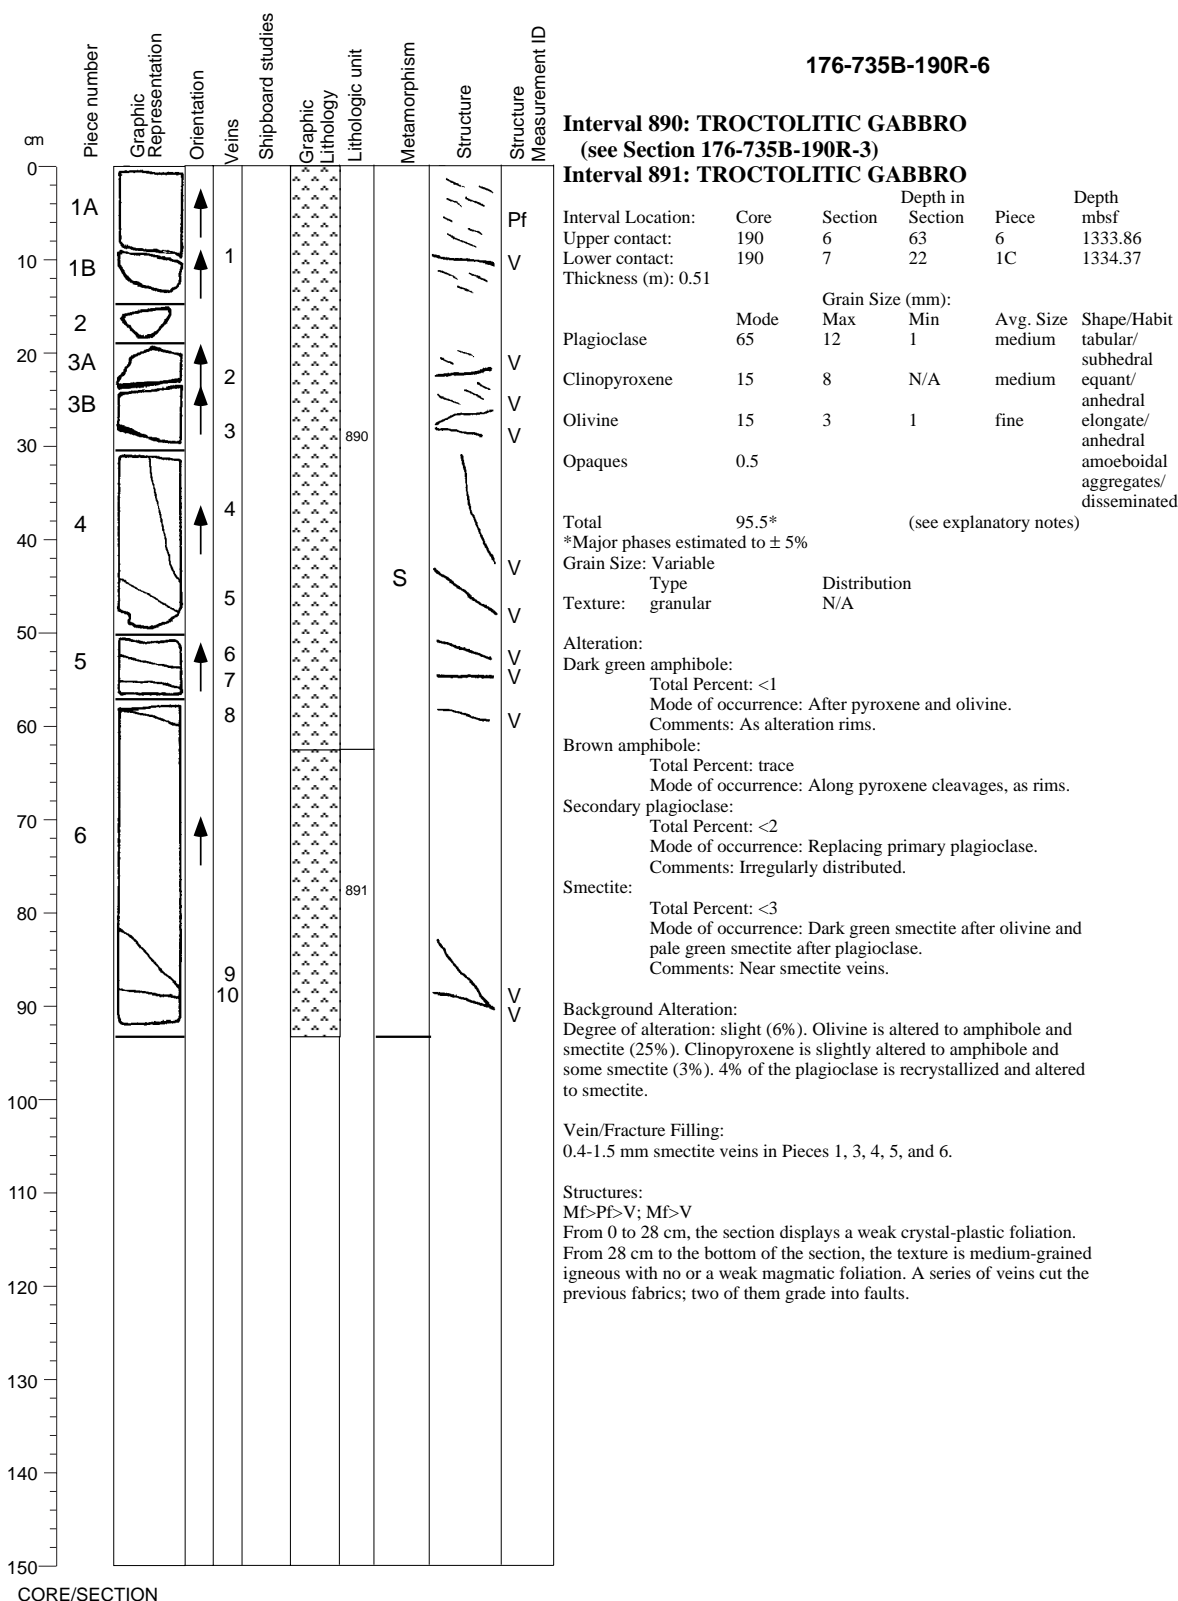 cm
Piece number
Graphic
Representation
Orientation
Veins
Shipboard studies
Graphic
Lithology
Lithologic unit
Metamorphism
Structure
Structure
Measurement ID
0
10
20
30
40
50
60
70
80
90
100
110
120
130
140
150
1A
1B
2
3A
3B
4
5
6
1
2
3
4
5
6
7
8
9
10
890
891
S
Pf
V
V
V
V
V
V
V
V
V
V
V
CORE/SECTION
176-735B-190R-6
Interval 890: TROCTOLITIC GABBRO
(see Section 176-735B-190R-3)
Interval 891: TROCTOLITIC GABBRO
Depth in Depth
Interval Location: Core Section Section Piece mbsf
Upper contact: 190 6 63 6 1333.86
Lower contact: 190 7 22 1C 1334.37
Thickness (m): 0.51
Grain Size (mm):
Mode Max Min Avg. Size Shape/Habit
Plagioclase 65 12 1 medium tabular/
subhedral
Clinopyroxene 15 8 N/A medium equant/
anhedral
Olivine 15 3 1 fine elongate/
anhedral
Opaques 0.5 amoeboidal
aggregates/
disseminated
Total 95.5* (see explanatory notes)
*Major phases estimated to ± 5%
Grain Size: Variable
Type Distribution
Texture: granular N/A
Alteration:
Dark green amphibole:
Total Percent: <1
Mode of occurrence: After pyroxene and olivine.
Comments: As alteration rims.
Brown amphibole:
Total Percent: trace
Mode of occurrence: Along pyroxene cleavages, as rims.
Secondary plagioclase:
Total Percent: <2
Mode of occurrence: Replacing primary plagioclase.
Comments: Irregularly distributed.
Smectite:
Total Percent: <3
Mode of occurrence: Dark green smectite after olivine and
pale green smectite after plagioclase.
Comments: Near smectite veins.
Background Alteration:
Degree of alteration: slight (6%). Olivine is altered to amphibole and
smectite (25%). Clinopyroxene is slightly altered to amphibole and
some smectite (3%). 4% of the plagioclase is recrystallized and altered
to smectite.
Vein/Fracture Filling:
0.4-1.5 mm smectite veins in Pieces 1, 3, 4, 5, and 6.
Structures:
Mf>Pf>V; Mf>V
From 0 to 28 cm, the section displays a weak crystal-plastic foliation.
From 28 cm to the bottom of the section, the texture is medium-grained
igneous with no or a weak magmatic foliation. A series of veins cut the
previous fabrics; two of them grade into faults.